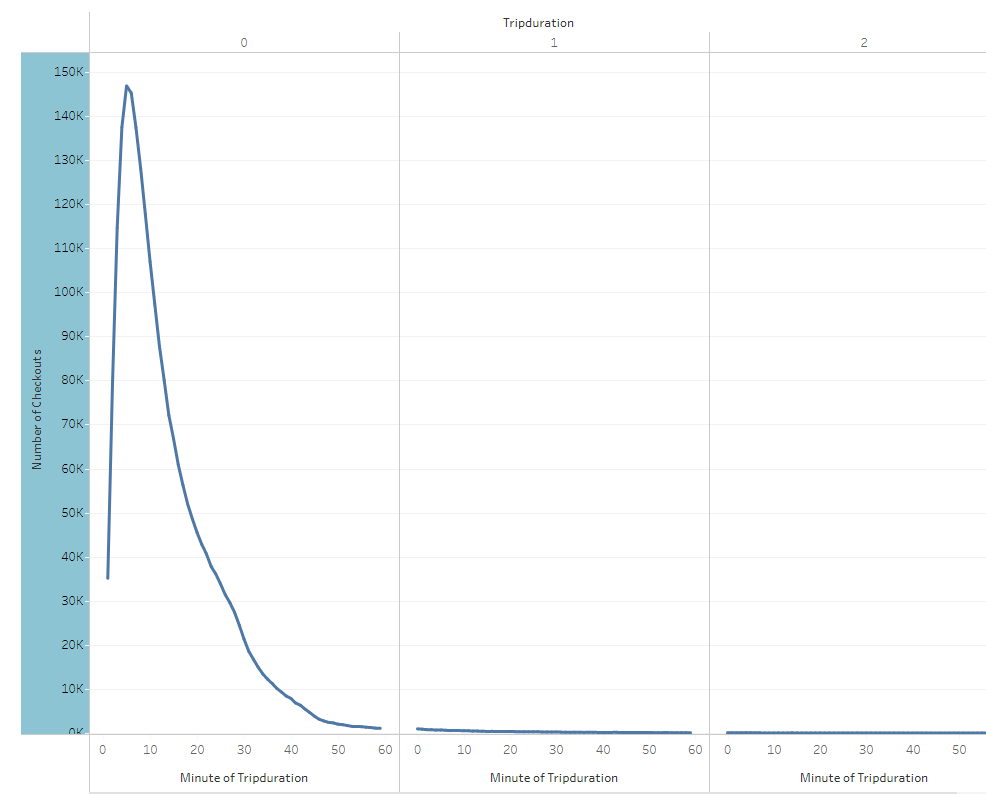 Tripduration
0 1 2
150K
140K
130K
120K
110K
100K
90K
80K
70K
60K
50K
40K
30K
20K
10K
0K
Number of Checkouts
0 10 20 30 40 50 60 0 10 20 30 40 50 60 0 10 20 30 40 50
Minute of Tripduration Minute of Tripduration Minute of Tripduration